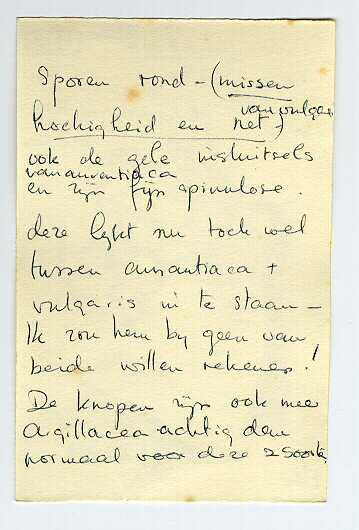 Sporen rond - (missen
van vulgaris
hoekigheid en net)
ook de gele insluitsels
van aurantiaca
en zijn fijn spinulose.
deze lijkt nu toch wel
tussen aurantiaca +
vulgaris in te staan -
Ik zou hem bij geen van
beide willen rekenen!
De knopen zijn ook meer
argillacea-achtig dan
normaal voor deze 2 soorten